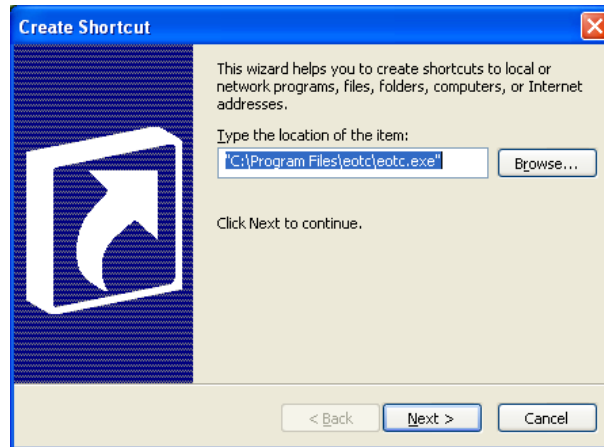 Create Shortcut
This wizard helps you to create shortcuts to local or
network programs, files, folders, computers, or Internet
addresses.
Type the location of the item:
"C:\Program Files\eotc\eotc.exe"
Browse...
Click Next to continue.
< Back
Next >
Cancel